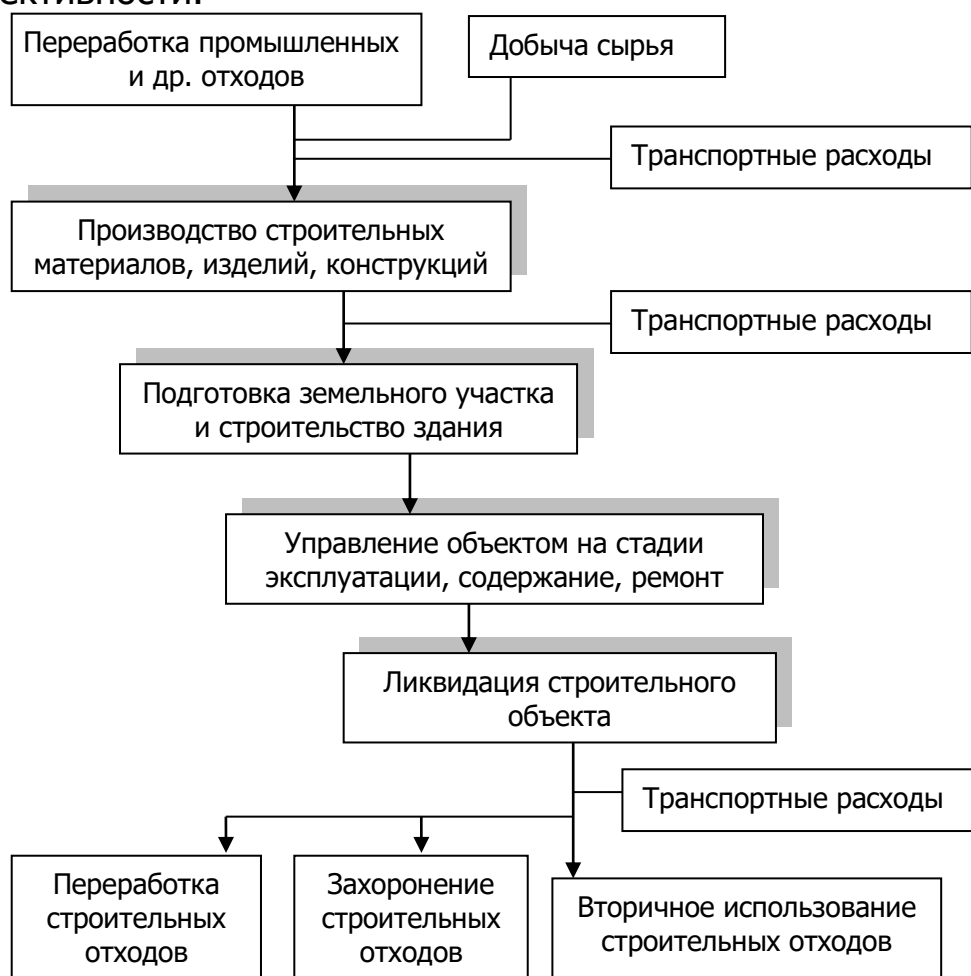 Переработка промышленных
и др. отходов
Добыча сырья
Транспортные расходы
Производство строительных
материалов, изделий, конструкций
Транспортные расходы
Подготовка земельного участка
и строительство здания
Управление объектом на стадии
эксплуатации, содержание, ремонт
Ликвидация строительного
объекта
Транспортные расходы
Переработка
строительных
отходов
Захоронение
строительных
отходов
Вторичное использование
строительных отходов